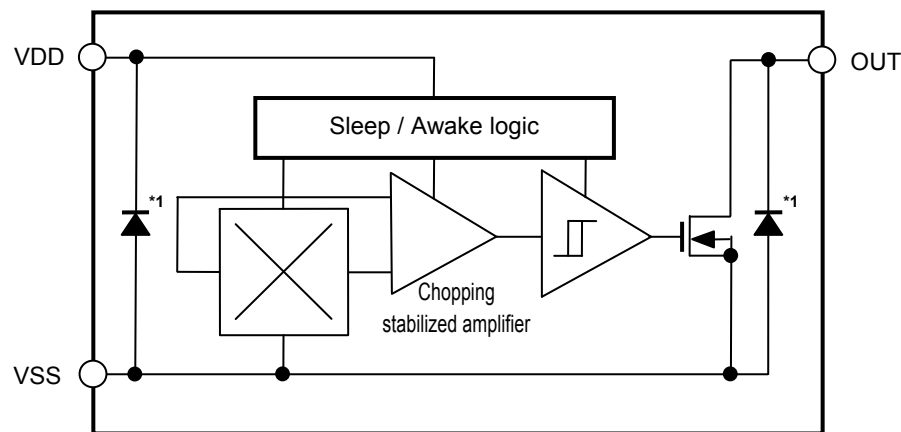 VDD
OUT
Sleep / Awake logic
*1
*1
Chopping
stabilized amplifier
VSS